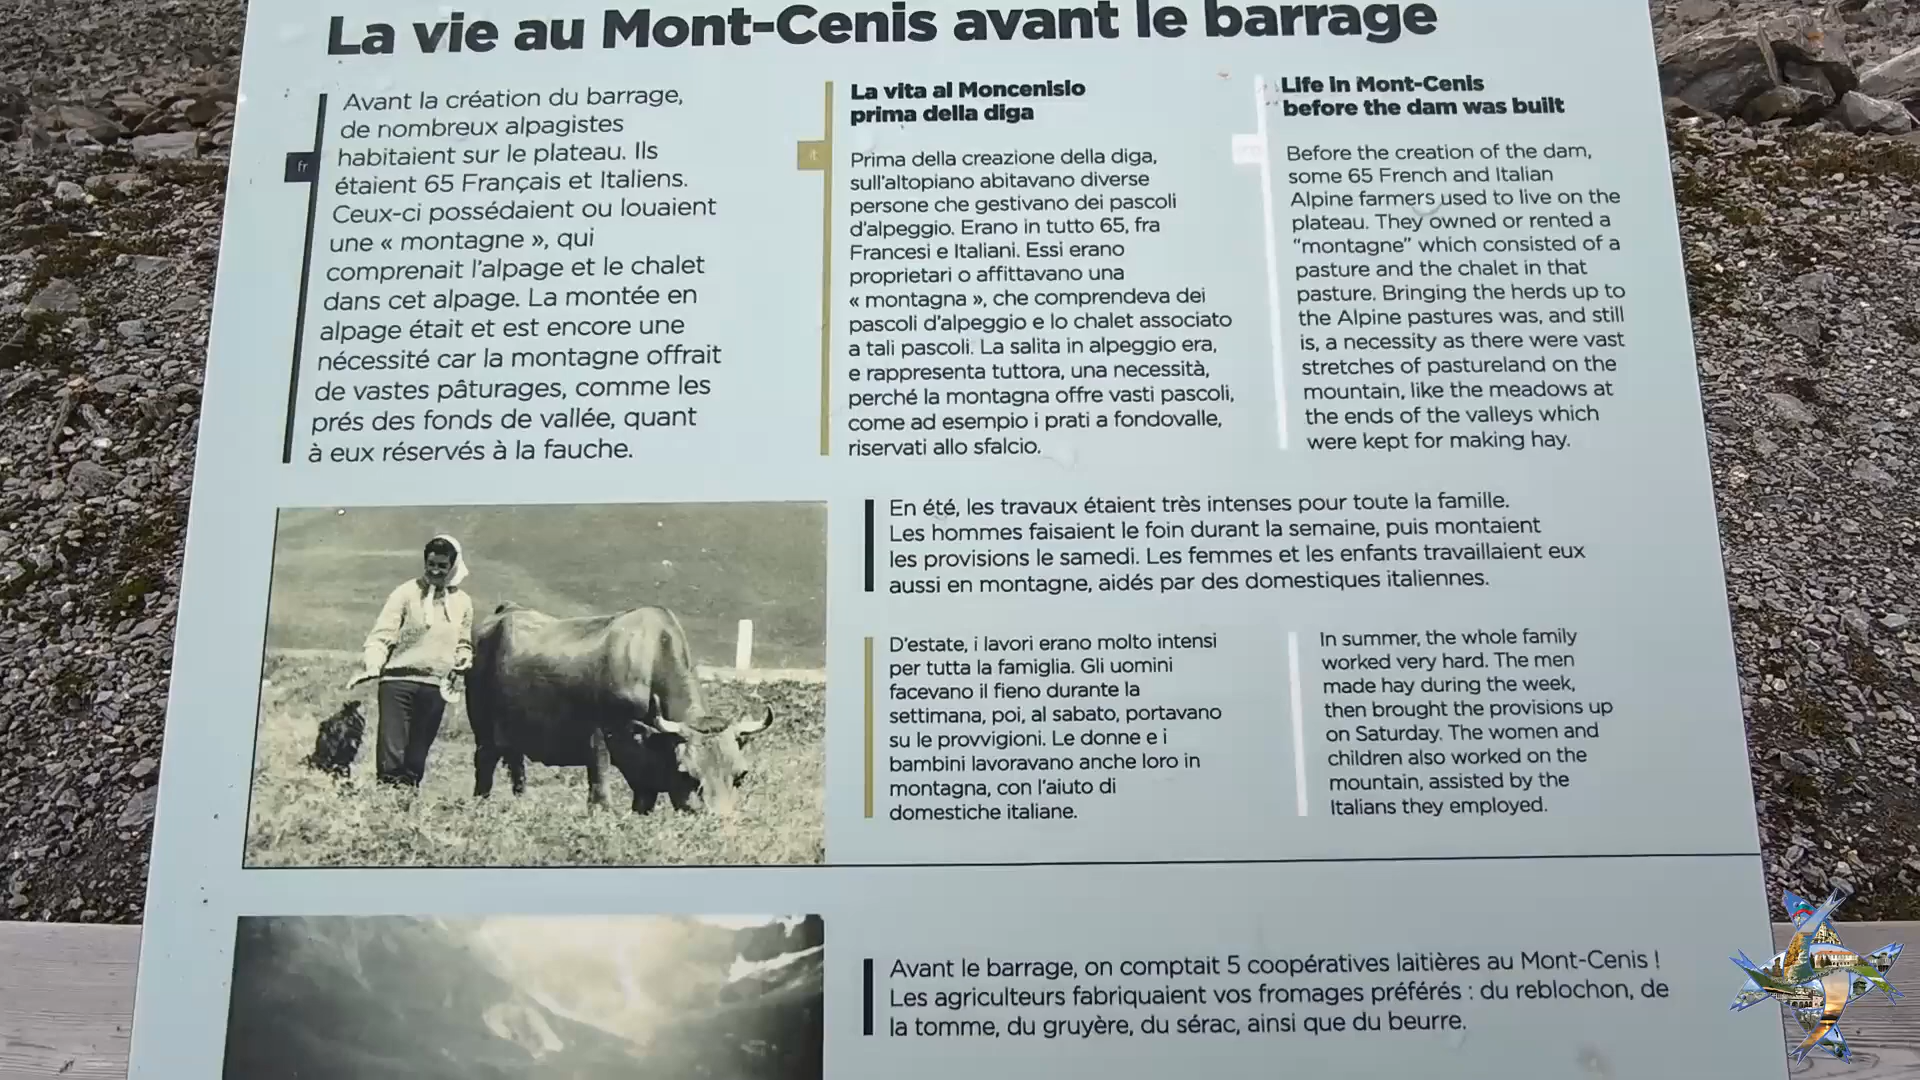 La vie au Mont-Cenis avant le barrage
fr
Avant la création du barrage,
de nombreux alpagistes
habitaient sur le plateau. Ils
étaient 65 Français et Italiens.
Ceux-ci possédaient ou louaient
une « montagne », qui
comprenait l'alpage et le chalet
dans cet alpage. La montée en
alpage était et est encore une
nécessité car la montagne offrait
de vastes pâturages, comme les
prés des fonds de vallée, quant
à eux réservés à la fauche.
it
La vita al Moncenisio
prima della diga
Prima della creazione della diga,
sull'altopiano abitavano diverse
persone che gestivano dei pascoli
d'alpeggio. Erano in tutto 65, fra
Francesi e Italiani. Essi erano
proprietari o affittavano una
« montagna », che comprendeva dei
pascoli d'alpeggio e lo chalet associato
a tali pascoli. La salita in alpeggio era,
e rappresenta tuttora, una necessità,
perché la montagna offre vasti pascoli,
come ad esempio i prati a fondovalle,
riservati allo sfalcio.
Life in Mont-Cenis
before the dam was built
Before the creation of the dam,
some 65 French and Italian
Alpine farmers used to live on the
plateau. They owned or rented a
“montagne” which consisted of a
pasture and the chalet in that
pasture. Bringing the herds up to
the Alpine pastures was, and still
is, a necessity as there were vast
stretches of pastureland on the
mountain, like the meadows at
the ends of the valleys which
were kept for making hay.
En été, les travaux étaient très intenses pour toute la famille.
Les hommes faisaient le foin durant la semaine, puis montaient
les provisions le samedi. Les femmes et les enfants travaillaient eux
aussi en montagne, aidés par des domestiques italiennes.
D'estate, i lavori erano molto intensi
per tutta la famiglia. Gli uomini
facevano il fieno durante la
settimana, poi, al sabato, portavano
su le provvigioni. Le donne e i
bambini lavoravano anche loro in
montagna, con l'aiuto di
domestiche italiane.
In summer, the whole family
worked very hard. The men
made hay during the week,
then brought the provisions up
on Saturday. The women and
children also worked on the
mountain, assisted by the
Italians they employed.
Avant le barrage, on comptait 5 coopératives laitières au Mont-Cenis !
Les agriculteurs fabriquaient vos fromages préférés : du reblochon, de
la tomme, du gruyère, du sérac, ainsi que du beurre.